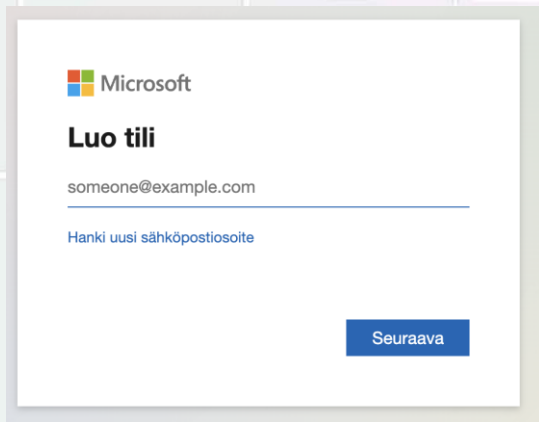 Microsoft
Luo tili
someone@example.com
Hanki uusi sähköpostiosoite
Seuraava